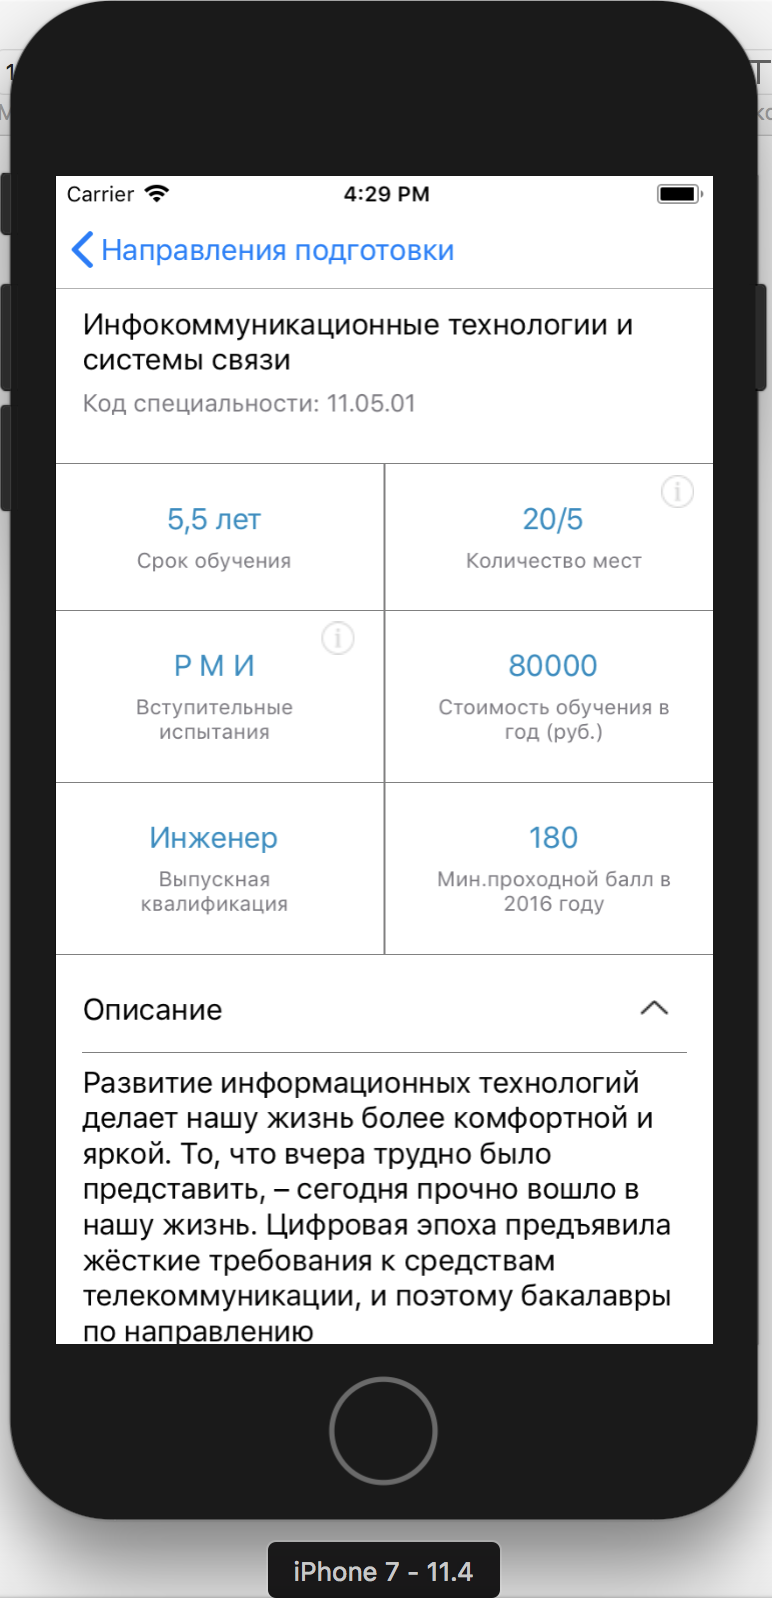 Carrier 4:29 PM
Направления подготовки
Инфокоммуникационные технологии и
системы связи
Код специальности: 11.05.01
5,5 лет
Срок обучения
20/5
Количество мест
Р М И
Вступительные
испытания
80000
Стоимость обучения в
год (руб.)
Инженер
Выпускная
квалификация
180
Мин.проходной балл в
2016 году
Описание
Развитие информационных технологий
делает нашу жизнь более комфортной и
яркой. То, что вчера трудно было
представить, – сегодня прочно вошло в
нашу жизнь. Цифровая эпоха предъявила
жёсткие требования к средствам
телекоммуникации, и поэтому бакалавры
по направлению
iPhone 7 - 11.4